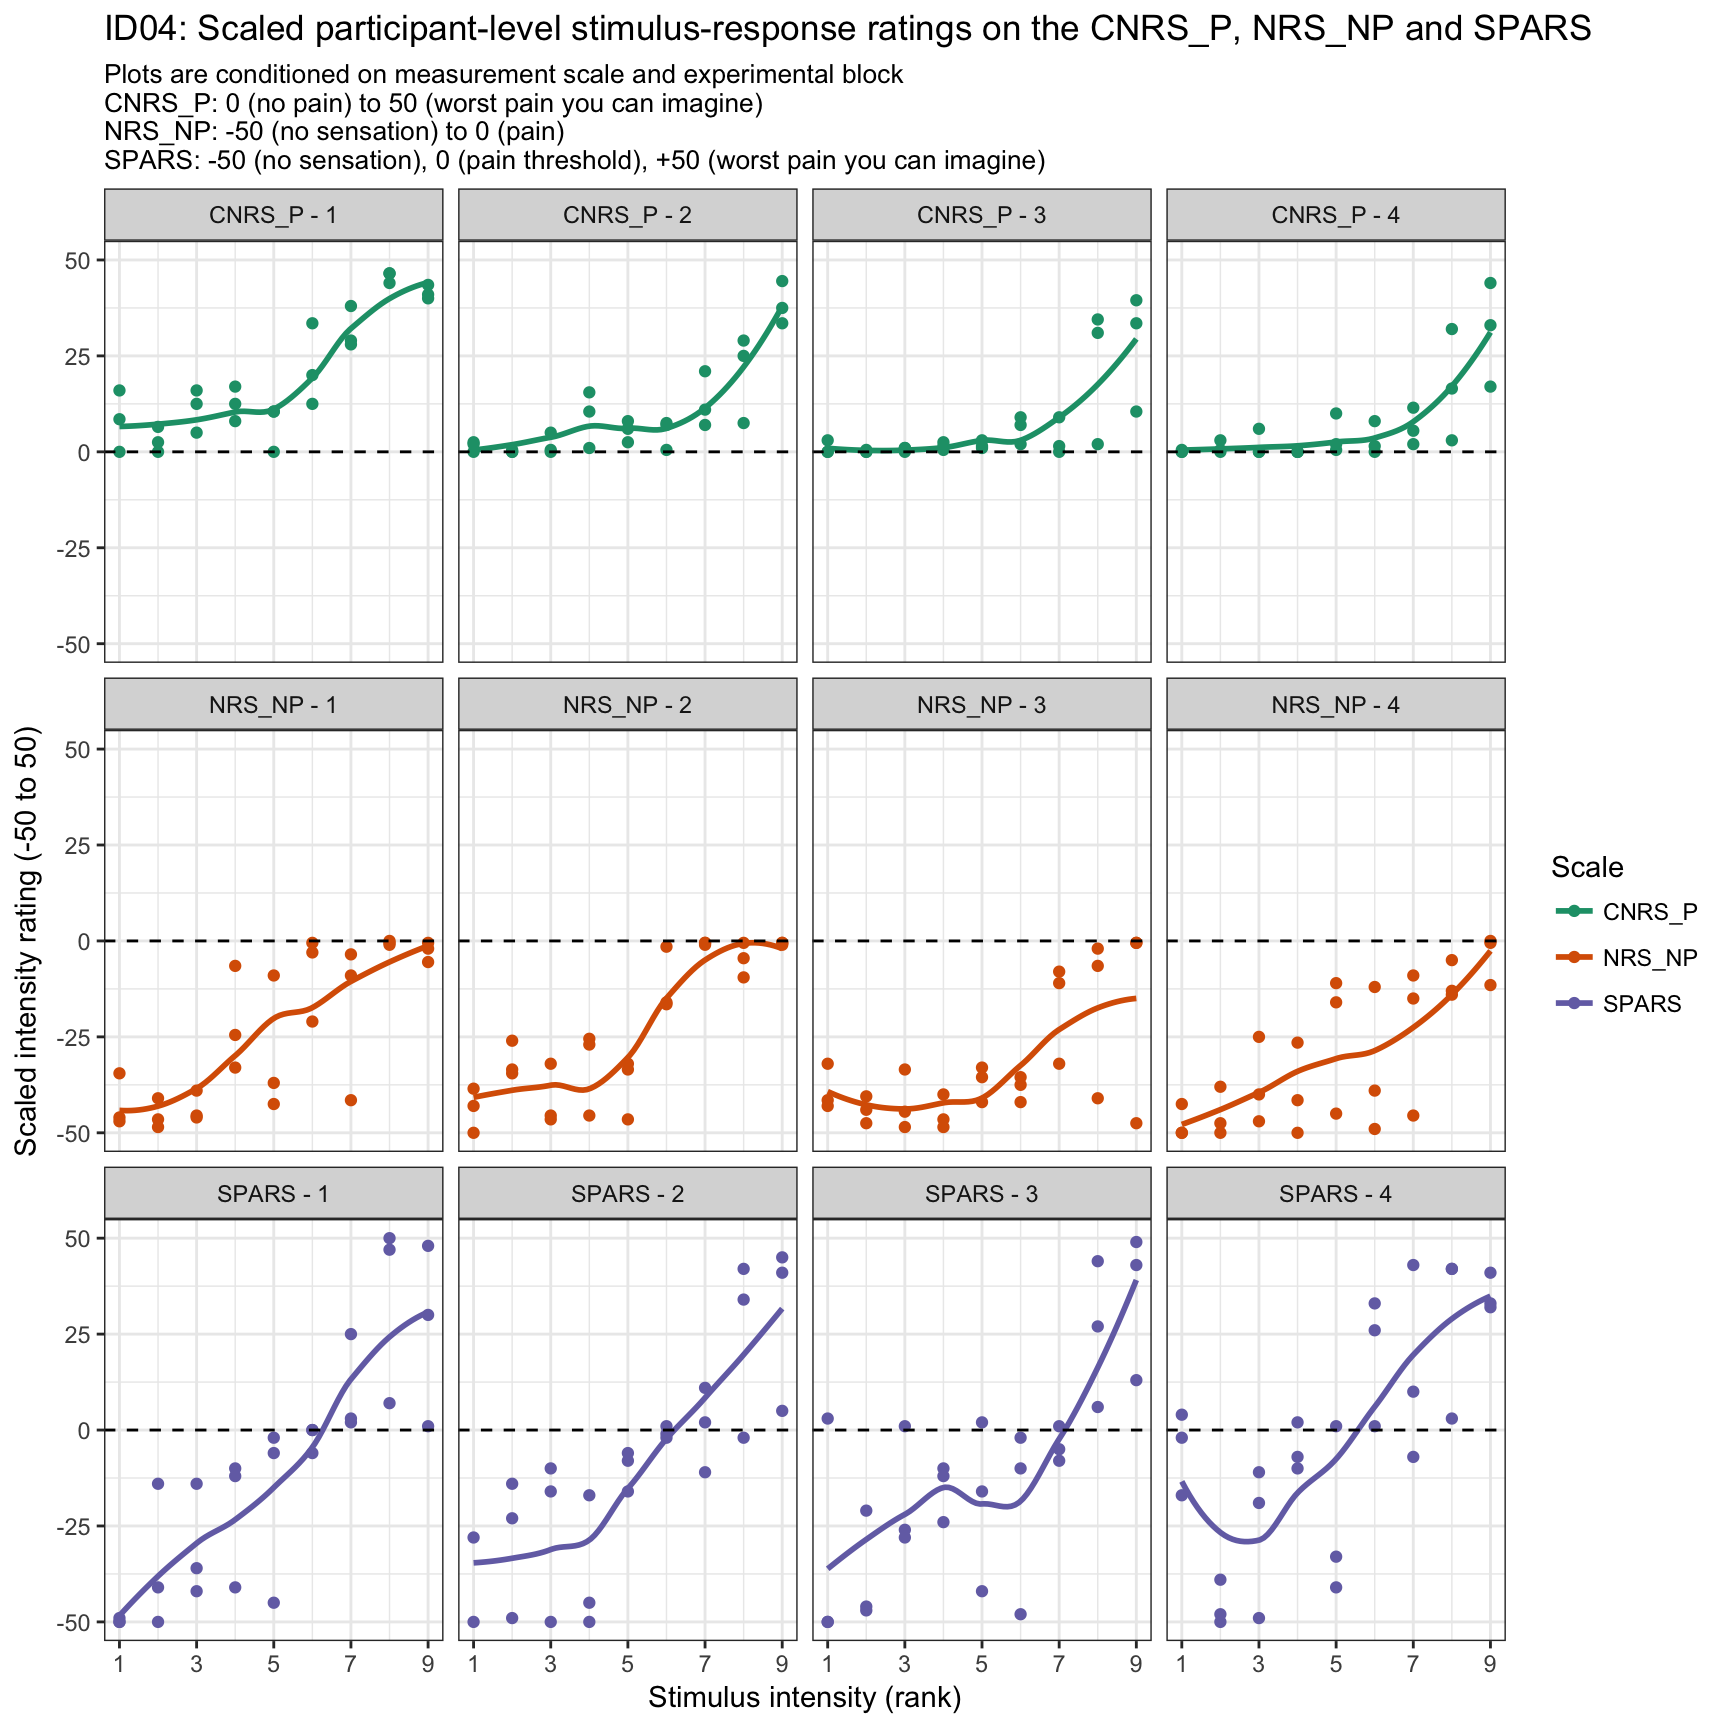 ID04: Scaled participant-level stimulus-response ratings on the CNRS_P, NRS_NP and SPARS
Plots are conditioned on measurement scale and experimental block
CNRS_P: 0 (no pain) to 50 (worst pain you can imagine)
NRS_NP: -50 (no sensation) to 0 (pain)
SPARS: -50 (no sensation), 0 (pain threshold), +50 (worst pain you can imagine)
CNRS_P - 1 CNRS_P - 2 CNRS_P - 3 CNRS_P - 4
50
25
0
-25
-50
NRS_NP - 1 NRS_NP - 2 NRS_NP - 3 NRS_NP - 4
50
25
0
-25
-50
SPARS - 1 SPARS - 2 SPARS - 3 SPARS - 4
50
25
0
-25
-50
1 3 5 7 9 1 3 5 7 9 1 3 5 7 9 1 3 5 7 9
Stimulus intensity (rank)
Scaled intensity rating (-50 to 50)
Scale
CNRS_P
NRS_NP
SPARS